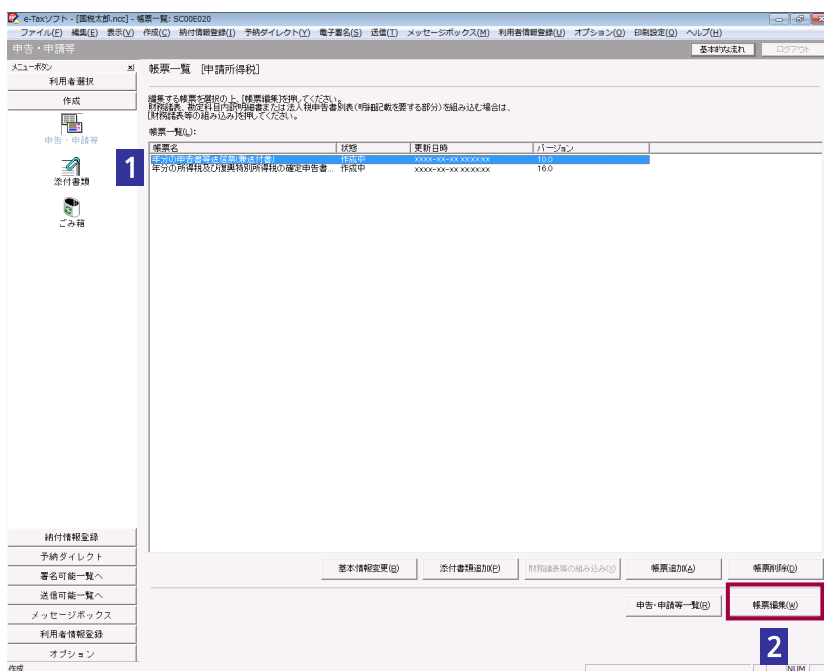 e-Taxソフト - [国税太郎.ncc] - 帳票一覧: SC00E020
ファイル(F) 編集(E) 表示(V) 作成(C) 納付情報登録(I) 予納ダイレクト(Y) 電子署名(S) 送信(T) メッセージボックス(M) 利用者情報登録(U) オプション(O) 印刷設定(Q) ヘルプ(H)
申告・申請等 基本的な流れ ログアウト
メニューボタン
利用者選択
作成
申告・申請等
添付書類
ごみ箱
帳票一覧 [申請所得税]
編集する帳票を選択の上、[帳票編集]を押してください。
財務諸表、勘定科目内訳明細書または法人税申告書別表(明細記載を要する部分)を組み込む場合は、
[財務諸表等の組み込み]を押してください。
帳票一覧(L):
帳票名 状態 更新日時 バージョン
年分の申告書等送信票(兼送付書) 作成中 xxxx-xx-xx xx:xx:xx 10.0
年分の所得税及び復興特別所得税の確定申告書... 作成中 xxxx-xx-xx xx:xx:xx 16.0
1
基本情報変更(B) 添付書類追加(P) 財務諸表等の組み込み(X) 帳票追加(A) 帳票削除(D)
申告・申請等一覧(R) 帳票編集(W)
2
納付情報登録
予納ダイレクト
署名可能一覧へ
送信可能一覧へ
メッセージボックス
利用者情報登録
オプション
作成 NUM